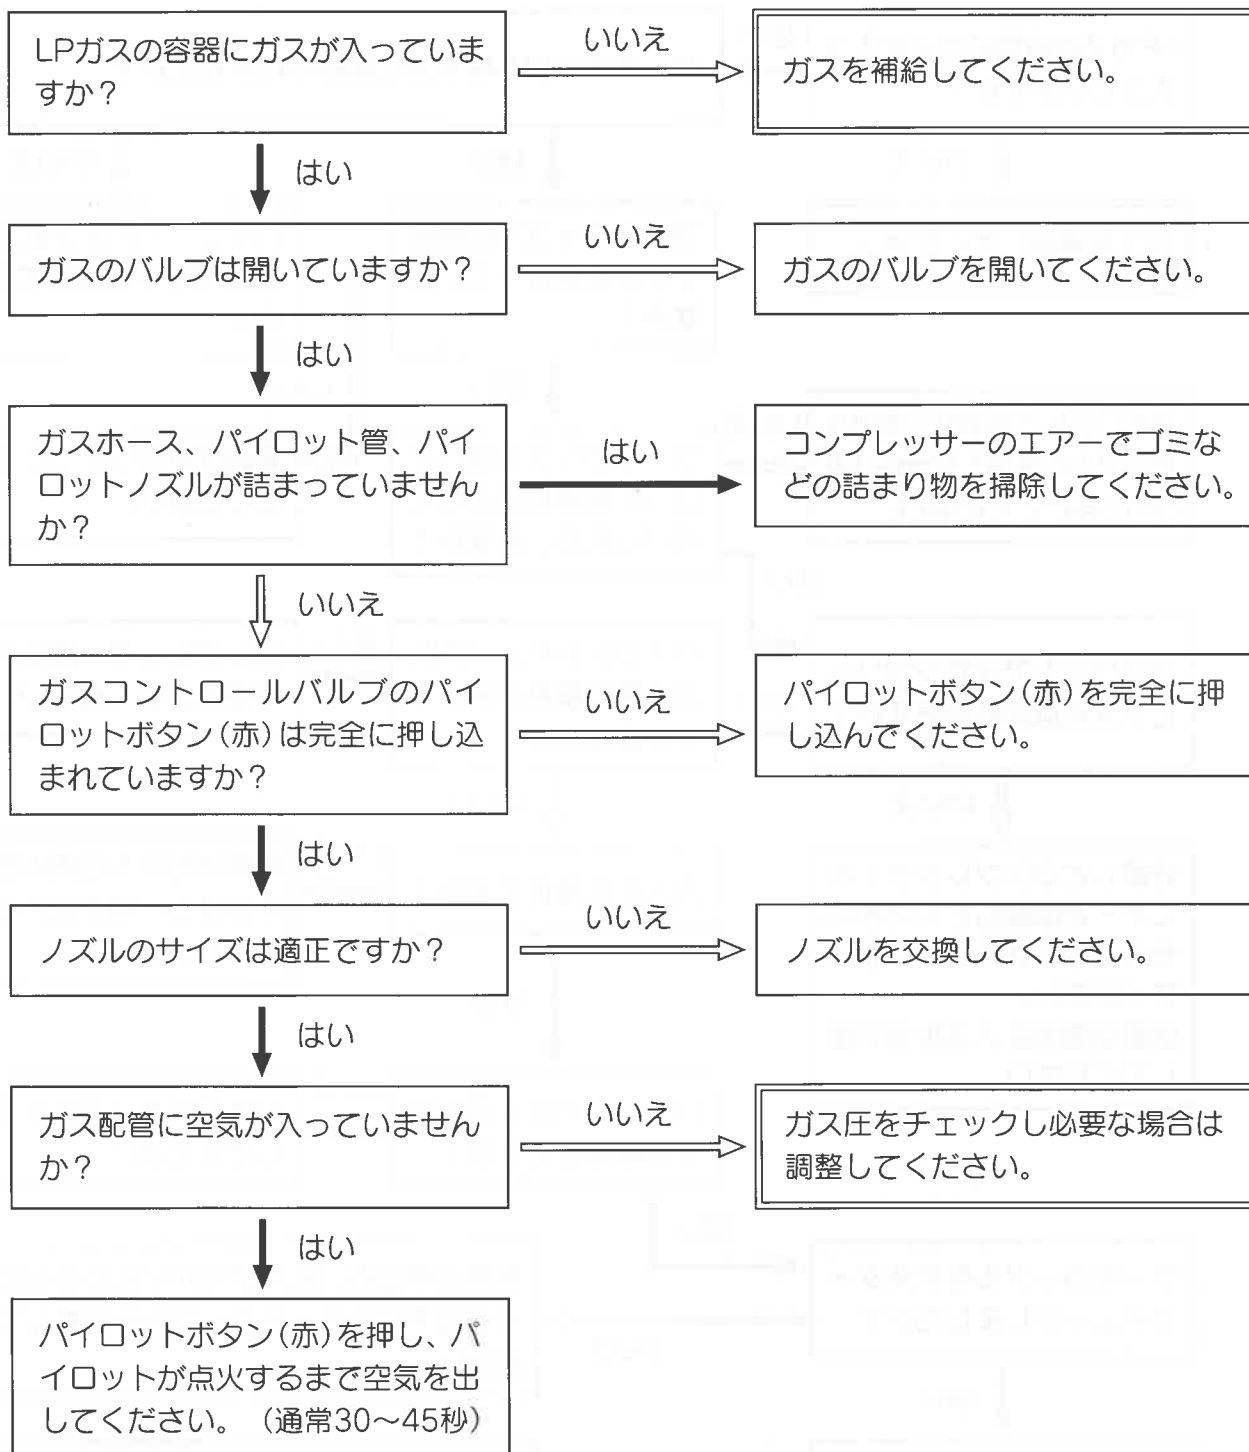 LPガスの容器にガスが入っていま
すか？
いいえ
ガスを補給してください。
はい
ガスのバルブは開いていますか？
いいえ
ガスのバルブを開いてください。
はい
ガスホース、パイロット管、パイ
ロットノズルが詰まっていません
か？
はい
コンプレッサーのエアーでゴミな
どの詰まり物を掃除してください。
いいえ
ガスコントロールバルブのパイ
ロットボタン（赤）は完全に押し込
まれていますか？
いいえ
パイロットボタン（赤）を完全に押
し込んでください。
はい
ノズルのサイズは適正ですか？
いいえ
ノズルを交換してください。
はい
ガス配管に空気が入っていません
か？
いいえ
ガス圧をチェックし必要な場合は
調整してください。
はい
パイロットボタン（赤）を押し、パ
イロットが点火するまで空気を出
してください。（通常30〜45秒）